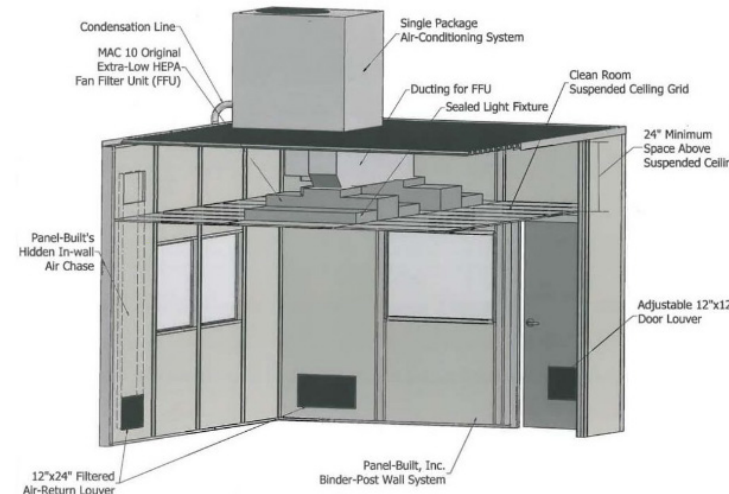 Condensation Line
MAC 10 Original
Extra-Low HEPA
Fan Filter Unit (FFU)
Single Package
Air-Conditioning System
Ducting for FFU
Sealed Light Fixture
Clean Room
Suspended Ceiling Grid
24" Minimum
Space Above
Suspended Ceilin
Panel-Built's
Hidden In-wall
Air Chase
Adjustable 12"x12
Door Louver
12"x24" Filtered
Air-Return Louver
Panel-Built, Inc.
Binder-Post Wall System